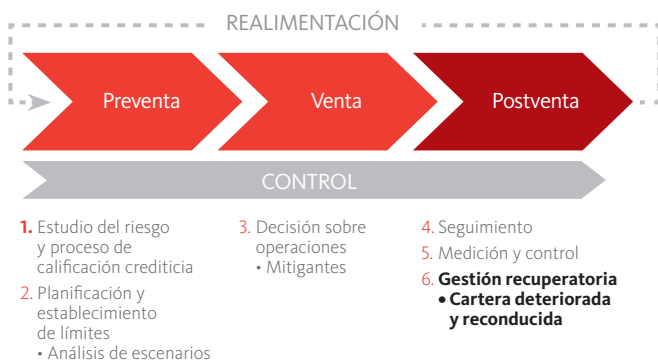 REALIMENTACIÓN
Preventa
Venta
Postventa
CONTROL
1. Estudio del riesgo
y proceso de
calificación crediticia
2. Planificación y
establecimiento
de límites
• Análisis de escenarios
3. Decisión sobre
operaciones
• Mitigantes
4. Seguimiento
5. Medición y control
6. Gestión recuperatoria
• Cartera deteriorada
y reconducida